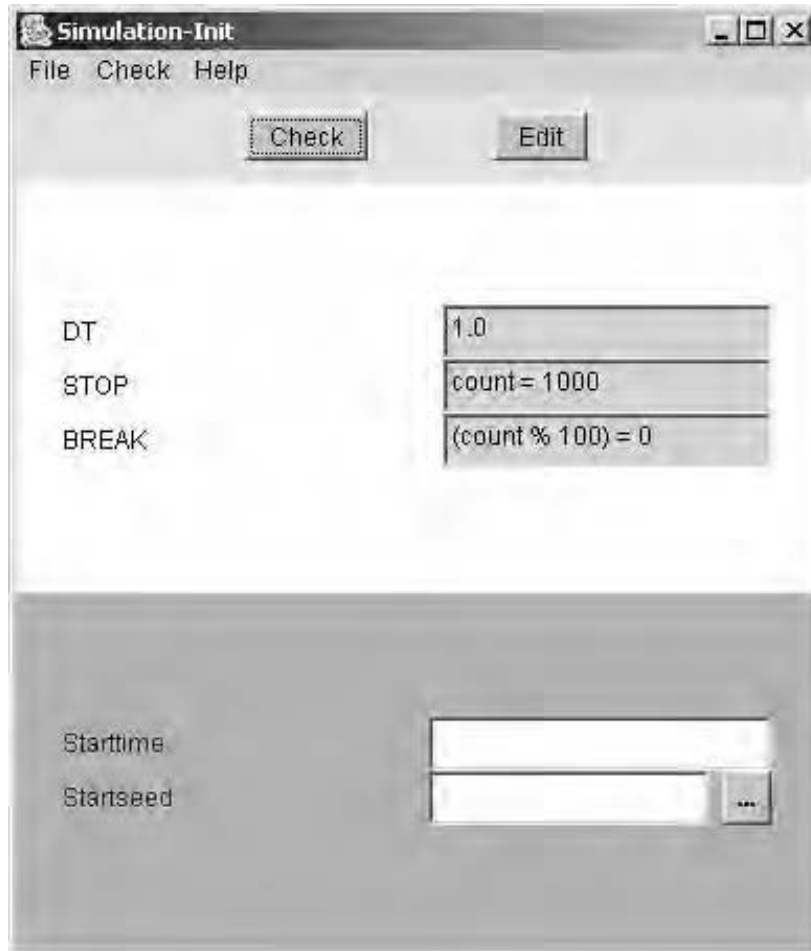 Simulation-Init
File Check Help
Check Edit
DT 1.0
STOP count = 1000
BREAK (count % 100) = 0
Starttime
Startseed ...